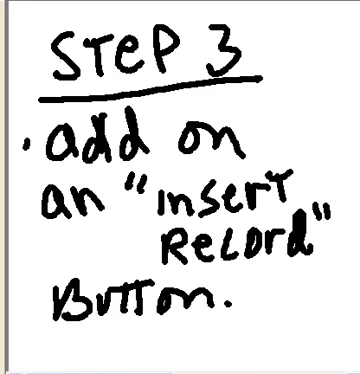 STEP 3
. add on
an "insert
Record"
Button.